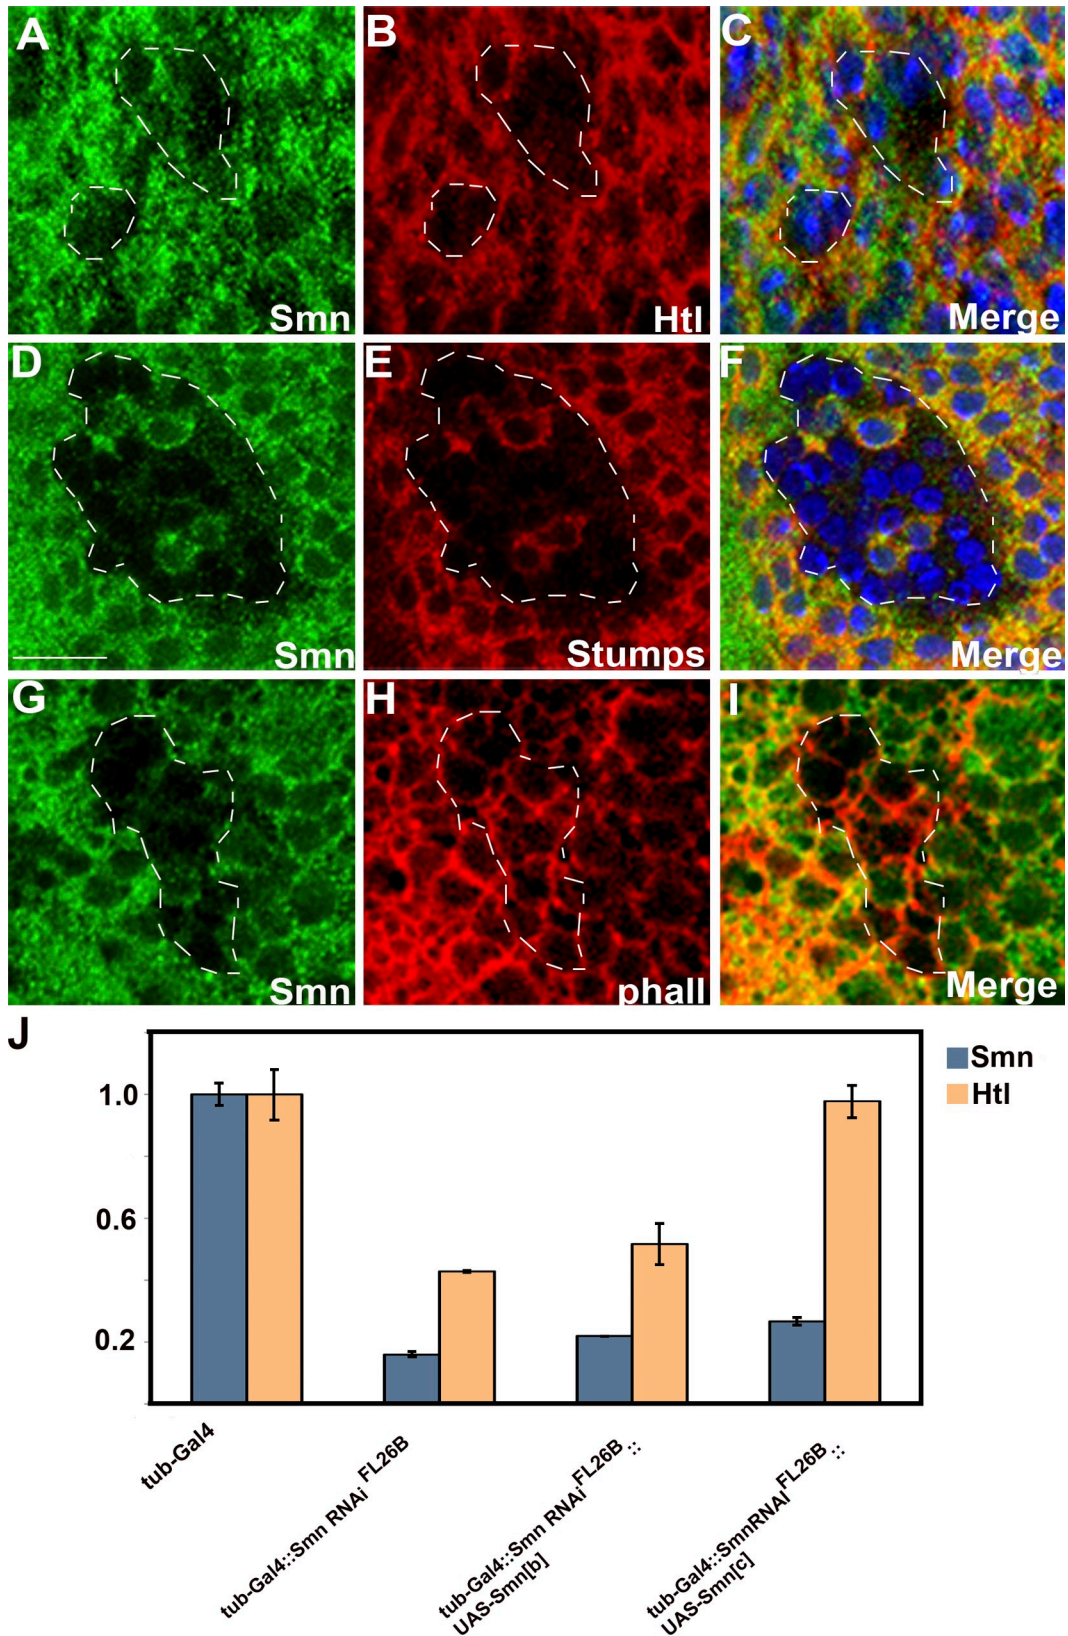 A
B
C
Smn
Htl
Merge
D
E
F
Smn
Stumps
Merge
G
H
I
Smn
phall
Merge
J
Smn
Htl
1.0
0.6
0.2
tub-Gal4
tub-Gal4::Smn RNAi FL26B
tub-Gal4::Smn RNAi FL26B ::
UAS-Smn[b]
tub-Gal4::SmnRNAI FL26B ::
UAS-Smn[c]